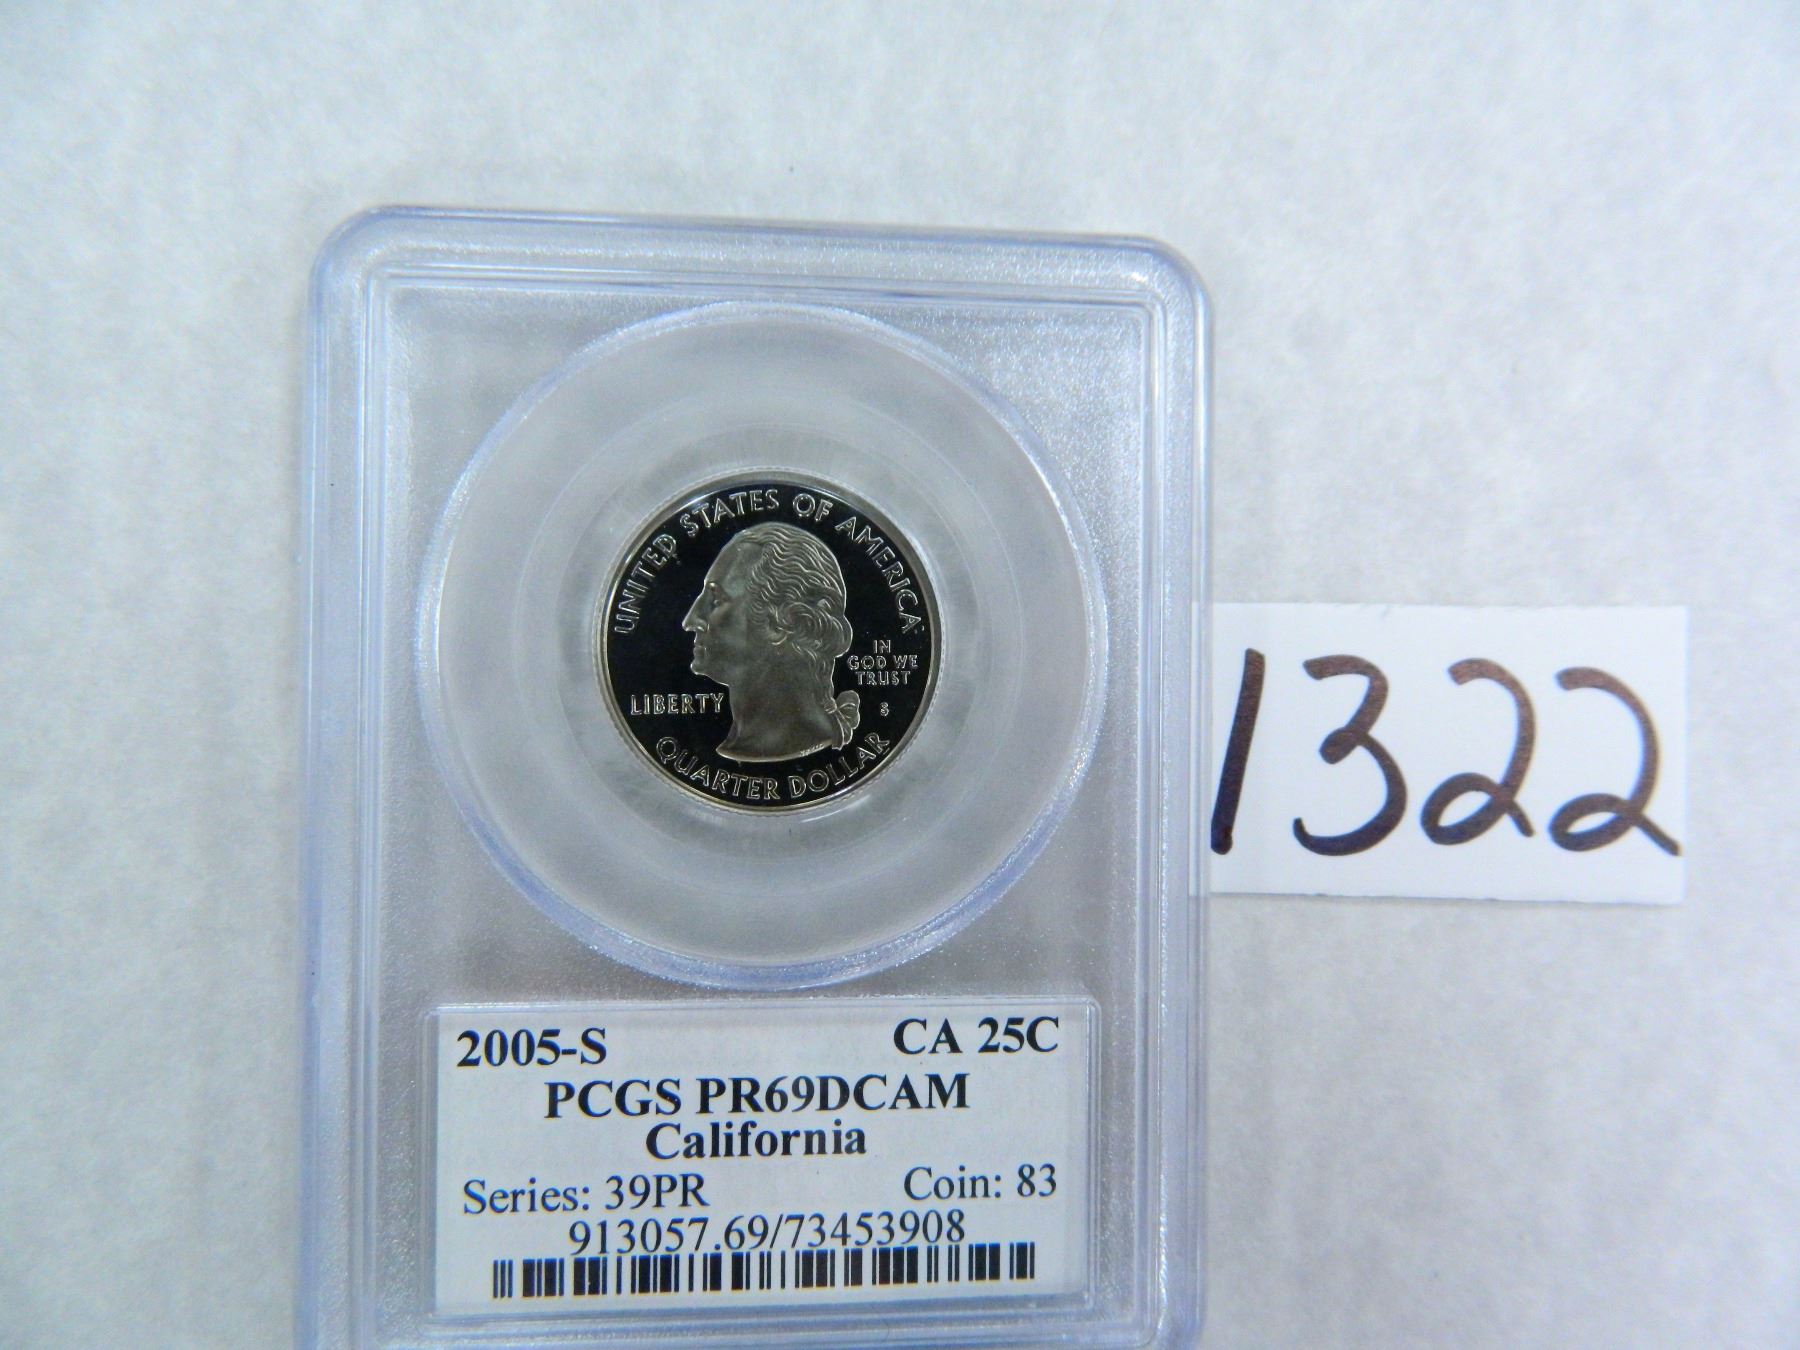 UNITED STATES OF AMERICA
IN
GOD WE
TRUST
LIBERTY
S
QUARTER DOLLAR
1322
2005-S CA 25C
PCGS PR69DCAM
California
Series: 39PR Coin: 83
913057.69/73453908